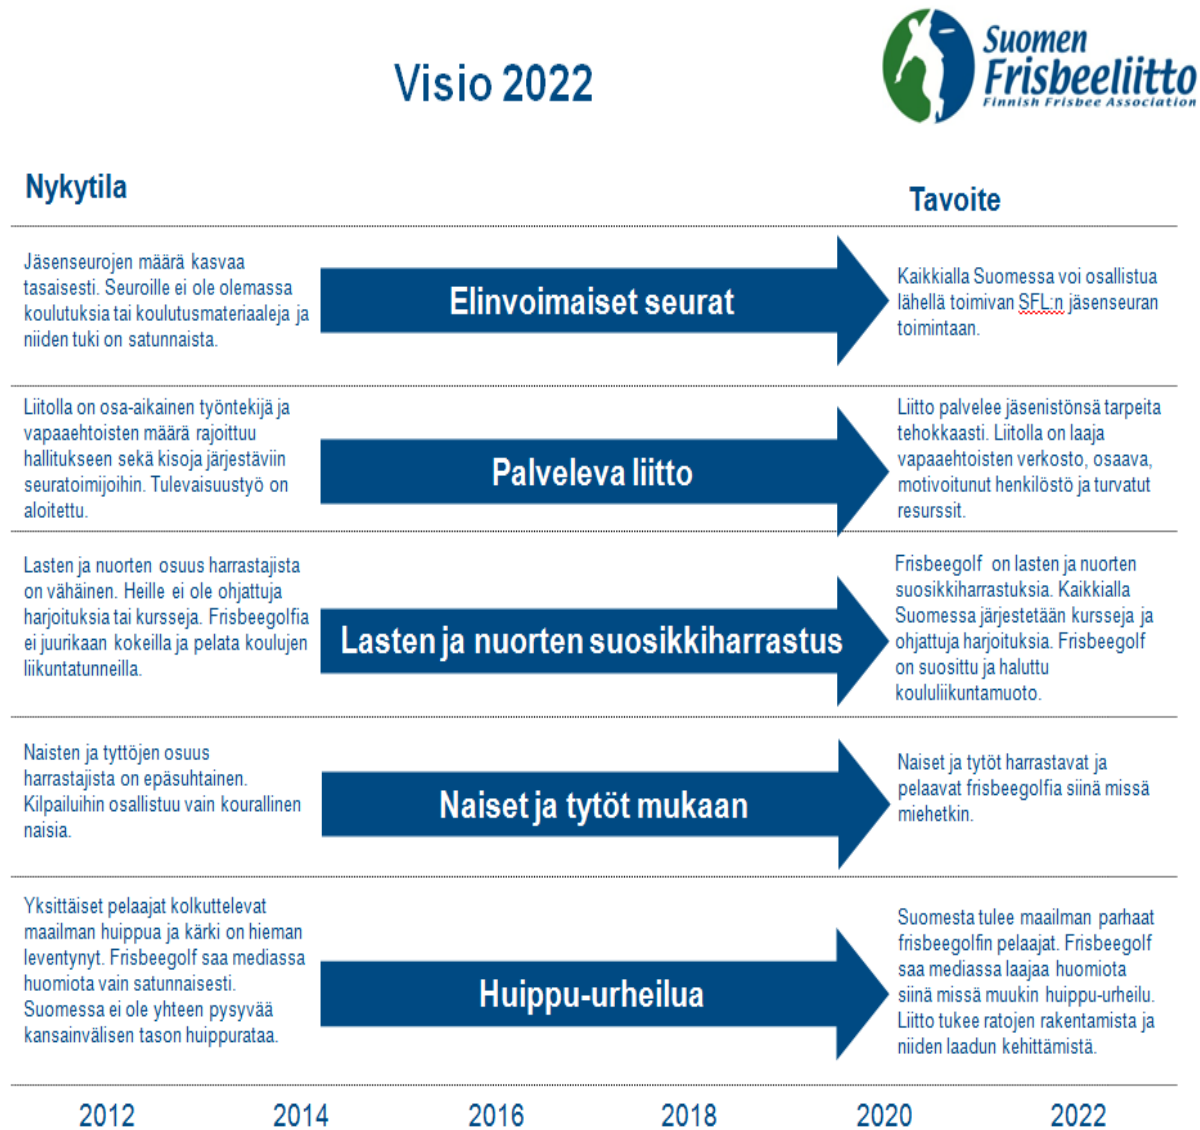 Visio 2022
Suomen
Frisbeeliitto
Finnish Frisbee Association
Nykytila
Tavoite
Jäsenseurojen määrä kasvaa
tasaisesti. Seuroille ei ole olemassa
koulutuksia tai koulutusmateriaaleja ja
niiden tuki on satunnaista.
Elinvoimaiset seurat
Kaikkialla Suomessa voi osallistua
lähellä toimivan SFL:n jäsenseuran
toimintaan.
Liitolla on osa-aikainen työntekijä ja
vapaaehtoisten määrä rajoittuu
hallitukseen sekä kisoja järjestäviin
seuratoimijoihin. Tulevaisuustyö on
aloitettu.
Palveleva liitto
Liitto palvelee jäsenistönsä tarpeita
tehokkaasti. Liitolla on laaja
vapaaehtoisten verkosto, osaava,
motivoitunut henkilöstö ja turvatut
resurssit.
Lasten ja nuorten osuus harrastajista
on vähäinen. Heille ei ole ohjattuja
harjoituksia tai kursseja. Frisbeegolfia
ei juurikaan kokeilla ja pelata koulujen
liikuntatunneilla.
Lasten ja nuorten suosikkiharrastus
Frisbeegolf on lasten ja nuorten
suosikkiharrastuksia. Kaikkialla
Suomessa järjestetään kursseja ja
ohjattuja harjoituksia. Frisbeegolf
on suosittu ja haluttu
koululiikuntamuoto.
Naisten ja tyttöjen osuus
harrastajista on epäsuhtainen.
Kilpailuihin osallistuu vain kourallinen
naisia.
Naiset ja tytöt mukaan
Naiset ja tytöt harrastavat ja
pelaavat frisbeegolfia siinä missä
miehetkin.
Yksittäiset pelaajat kolkuttelevat
maailman huippua ja kärki on hieman
leventynyt. Frisbeegolf saa mediassa
huomiota vain satunnaisesti.
Suomessa ei ole yhteen pysyvää
kansainvälisen tason huippurataa.
Huippu-urheilua
Suomesta tulee maailman parhaat
frisbeegolfin pelaajat. Frisbeegolf
saa mediassa laajaa huomiota
siinä missä muukin huippu-urheilu.
Liitto tukee ratojen rakentamista ja
niiden laadun kehittämistä.
2012 2014 2016 2018 2020 2022